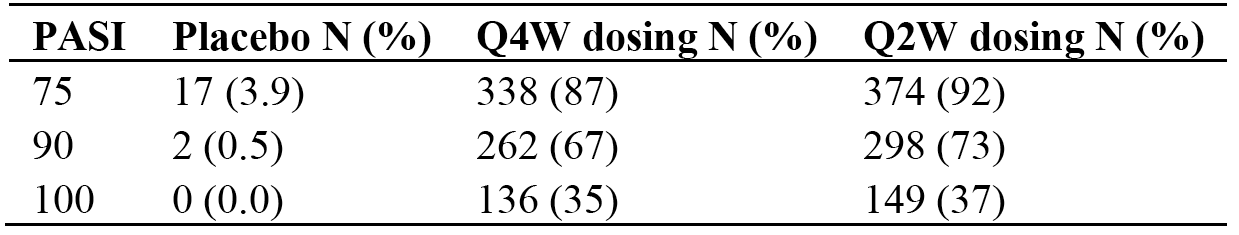 PASI Placebo N (%) Q4W dosing N (%) Q2W dosing N (%)
75 17 (3.9) 338 (87) 374 (92)
90 2 (0.5) 262 (67) 298 (73)
100 0 (0.0) 136 (35) 149 (37)